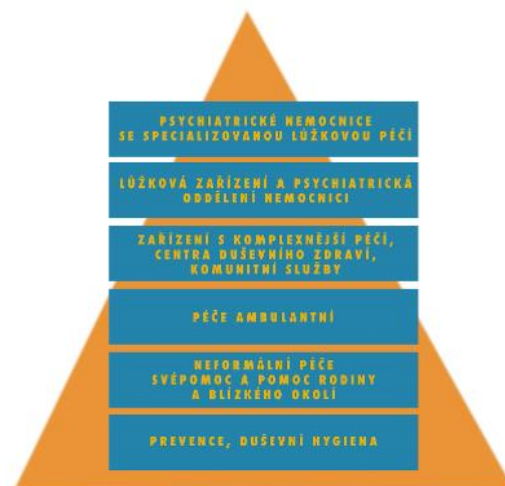 PSYCHIATRICKÉ NEMOCNICE
SE SPECIALIZOVANOU LŮŽKOVOU PÉČÍ
LŮŽKOVÁ ZAŘÍZENÍ A PSYCHIATRICKÁ
ODDĚLENÍ NEMOCNICI
ZAŘÍZENÍ S KOMPLEXNĚJŠÍ PÉČÍ,
CENTRA DUŠEVNÍHO ZDRAVÍ,
KOMUNITNÍ SLUŽBY
PÉČE AMBULANTNÍ
NEFORMÁLNÍ PÉČE
SVÉPOMOC A POMOC RODINY
A BLÍZKÉHO OKOLÍ
PREVENCE, DUŠEVNÍ HYGIENA